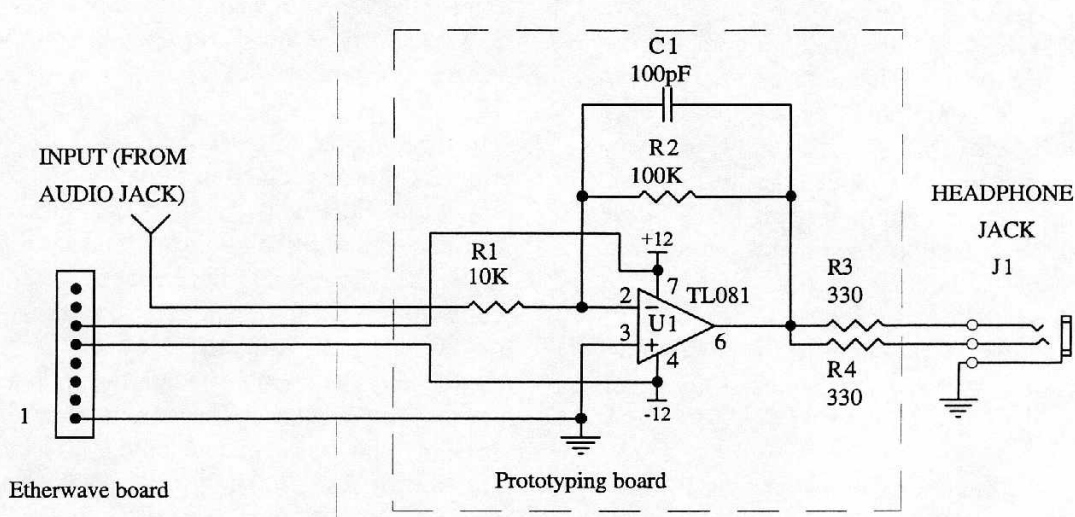 C1
100pF
INPUT (FROM
AUDIO JACK)
R2
100K
HEADPHONE
JACK
J1
R1
10K
+12
7
TL081
2
−
U1
3
+
4
6
-12
R3
330
R4
330
1
Etherwave board
Prototyping board